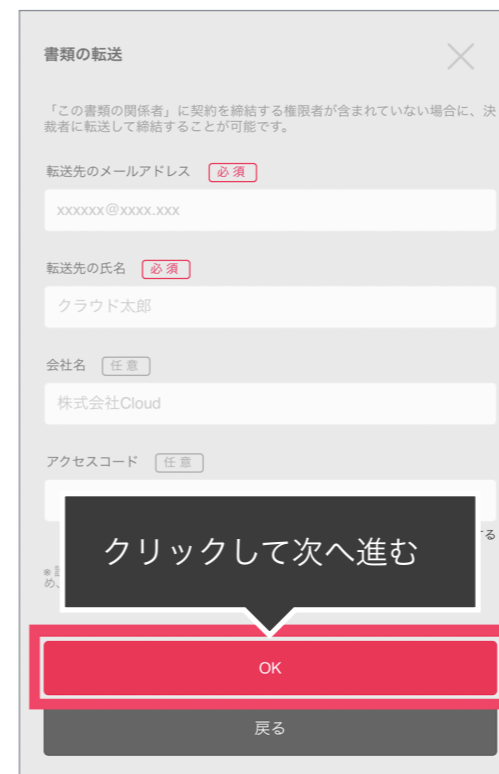 書類の転送
「この書類の関係者」に契約を締結する権限者が含まれていない場合に、決
裁者に転送して締結することが可能です。
転送先のメールアドレス 必須
xxxxxx@xxxx.xxx
転送先の氏名 必須
クラウド太郎
会社名 任意
株式会社Cloud
アクセスコード 任意
する
クリックして次へ進む
め、
OK
戻る